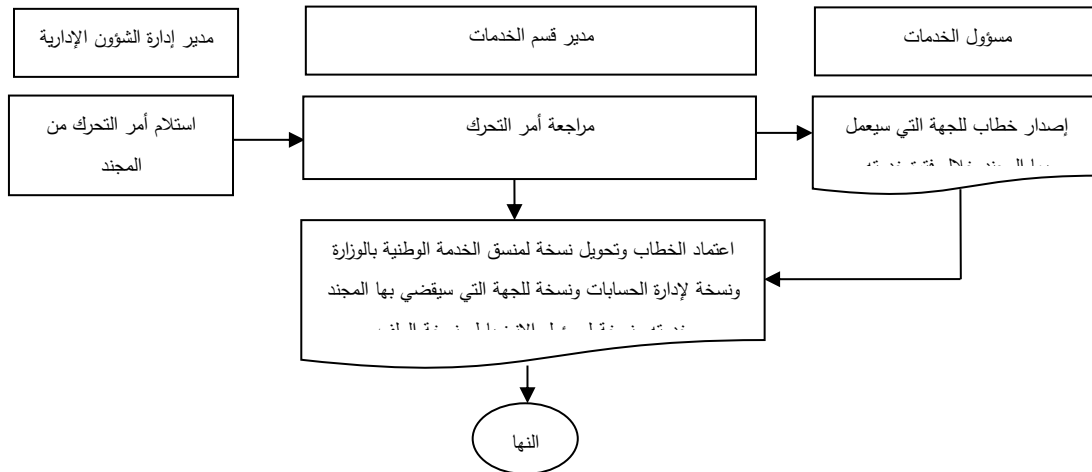 مدير إدارة الشؤون الإدارية
مدير قسم الخدمات
مسؤول الخدمات
استلام أمر التحرك من
المجند
مراجعة أمر التحرك
إصدار خطاب للجهة التي سيعمل
اعتماد الخطاب وتحويل نسخة لمنسق الخدمة الوطنية بالوزارة
ونسخة لإدارة الحسابات ونسخة للجهة التي سيقضي بها المجند
النها